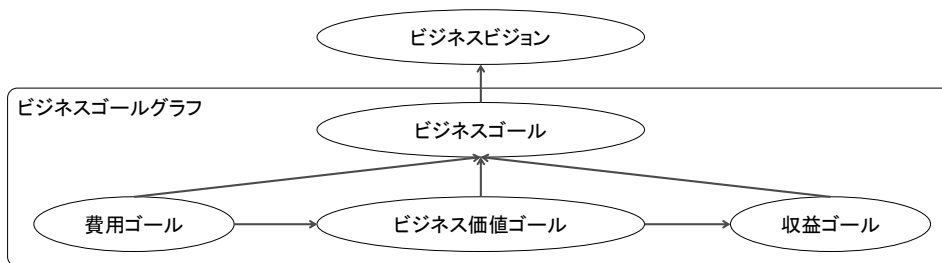 ビジネスビジョン
ビジネスゴールグラフ
ビジネスゴール
費用ゴール
ビジネス価値ゴール
収益ゴール